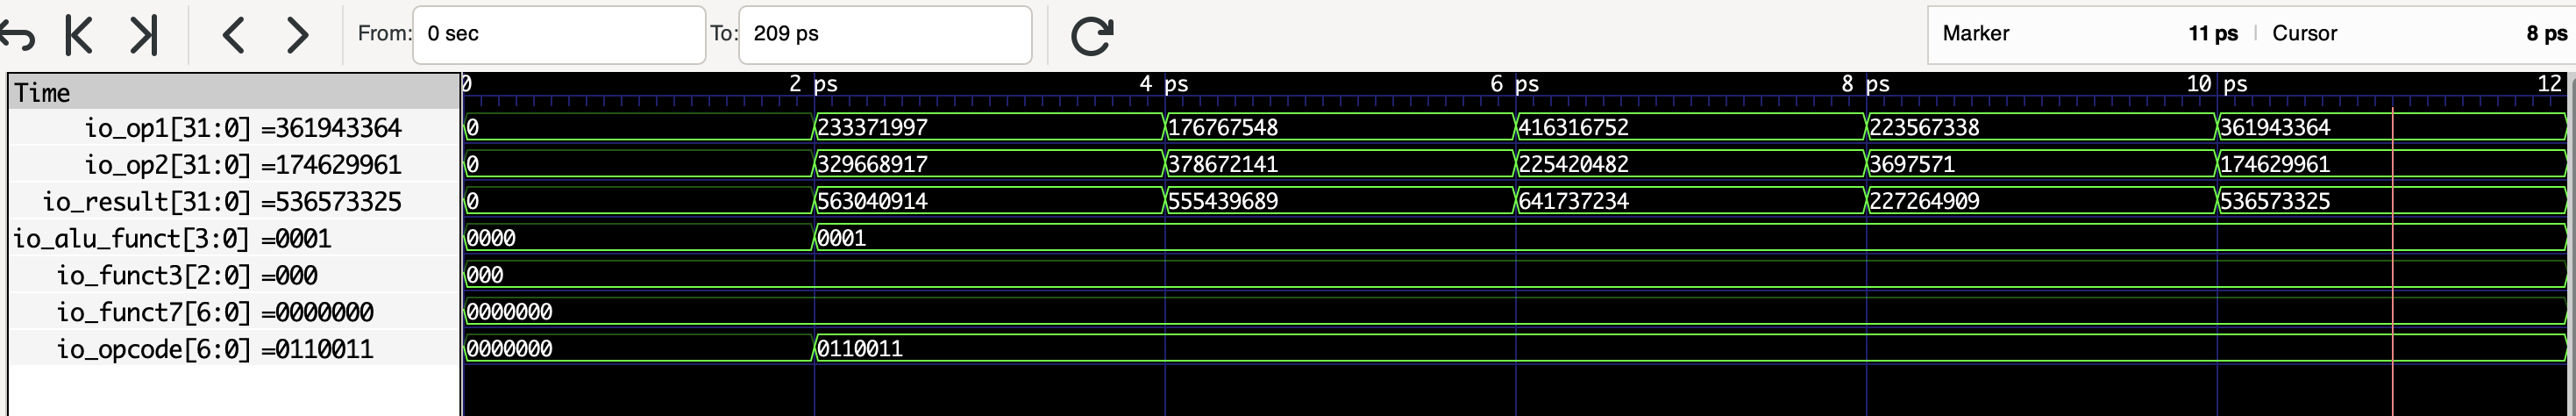 From: 0 sec To: 209 ps Marker 11 ps | Cursor 8 ps
Time 0 2 ps 4 ps 6 ps 8 ps 10 ps 12
io_op1[31:0] =361943364 0 233371997 176767548 416316752 223567338 361943364
io_op2[31:0] =174629961 0 329668917 378672141 225420482 3697571 174629961
io_result[31:0] =536573325 0 563040914 555439689 641737234 227264909 536573325
io_alu_funct[3:0] =0001 0000 0001
io_funct3[2:0] =000 000
io_funct7[6:0] =0000000 0000000
io_opcode[6:0] =0110011 0000000 0110011